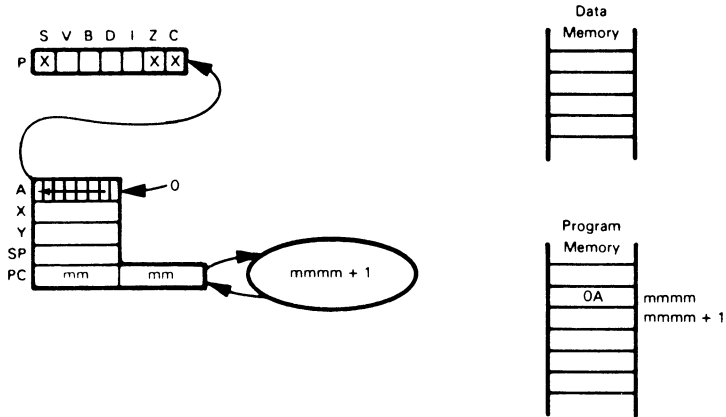 S V B D I Z C
P X X X
A 0
X
Y
SP
PC mm mm
mmmm + 1
Data
Memory
Program
Memory
0A mmmm
mmmm + 1